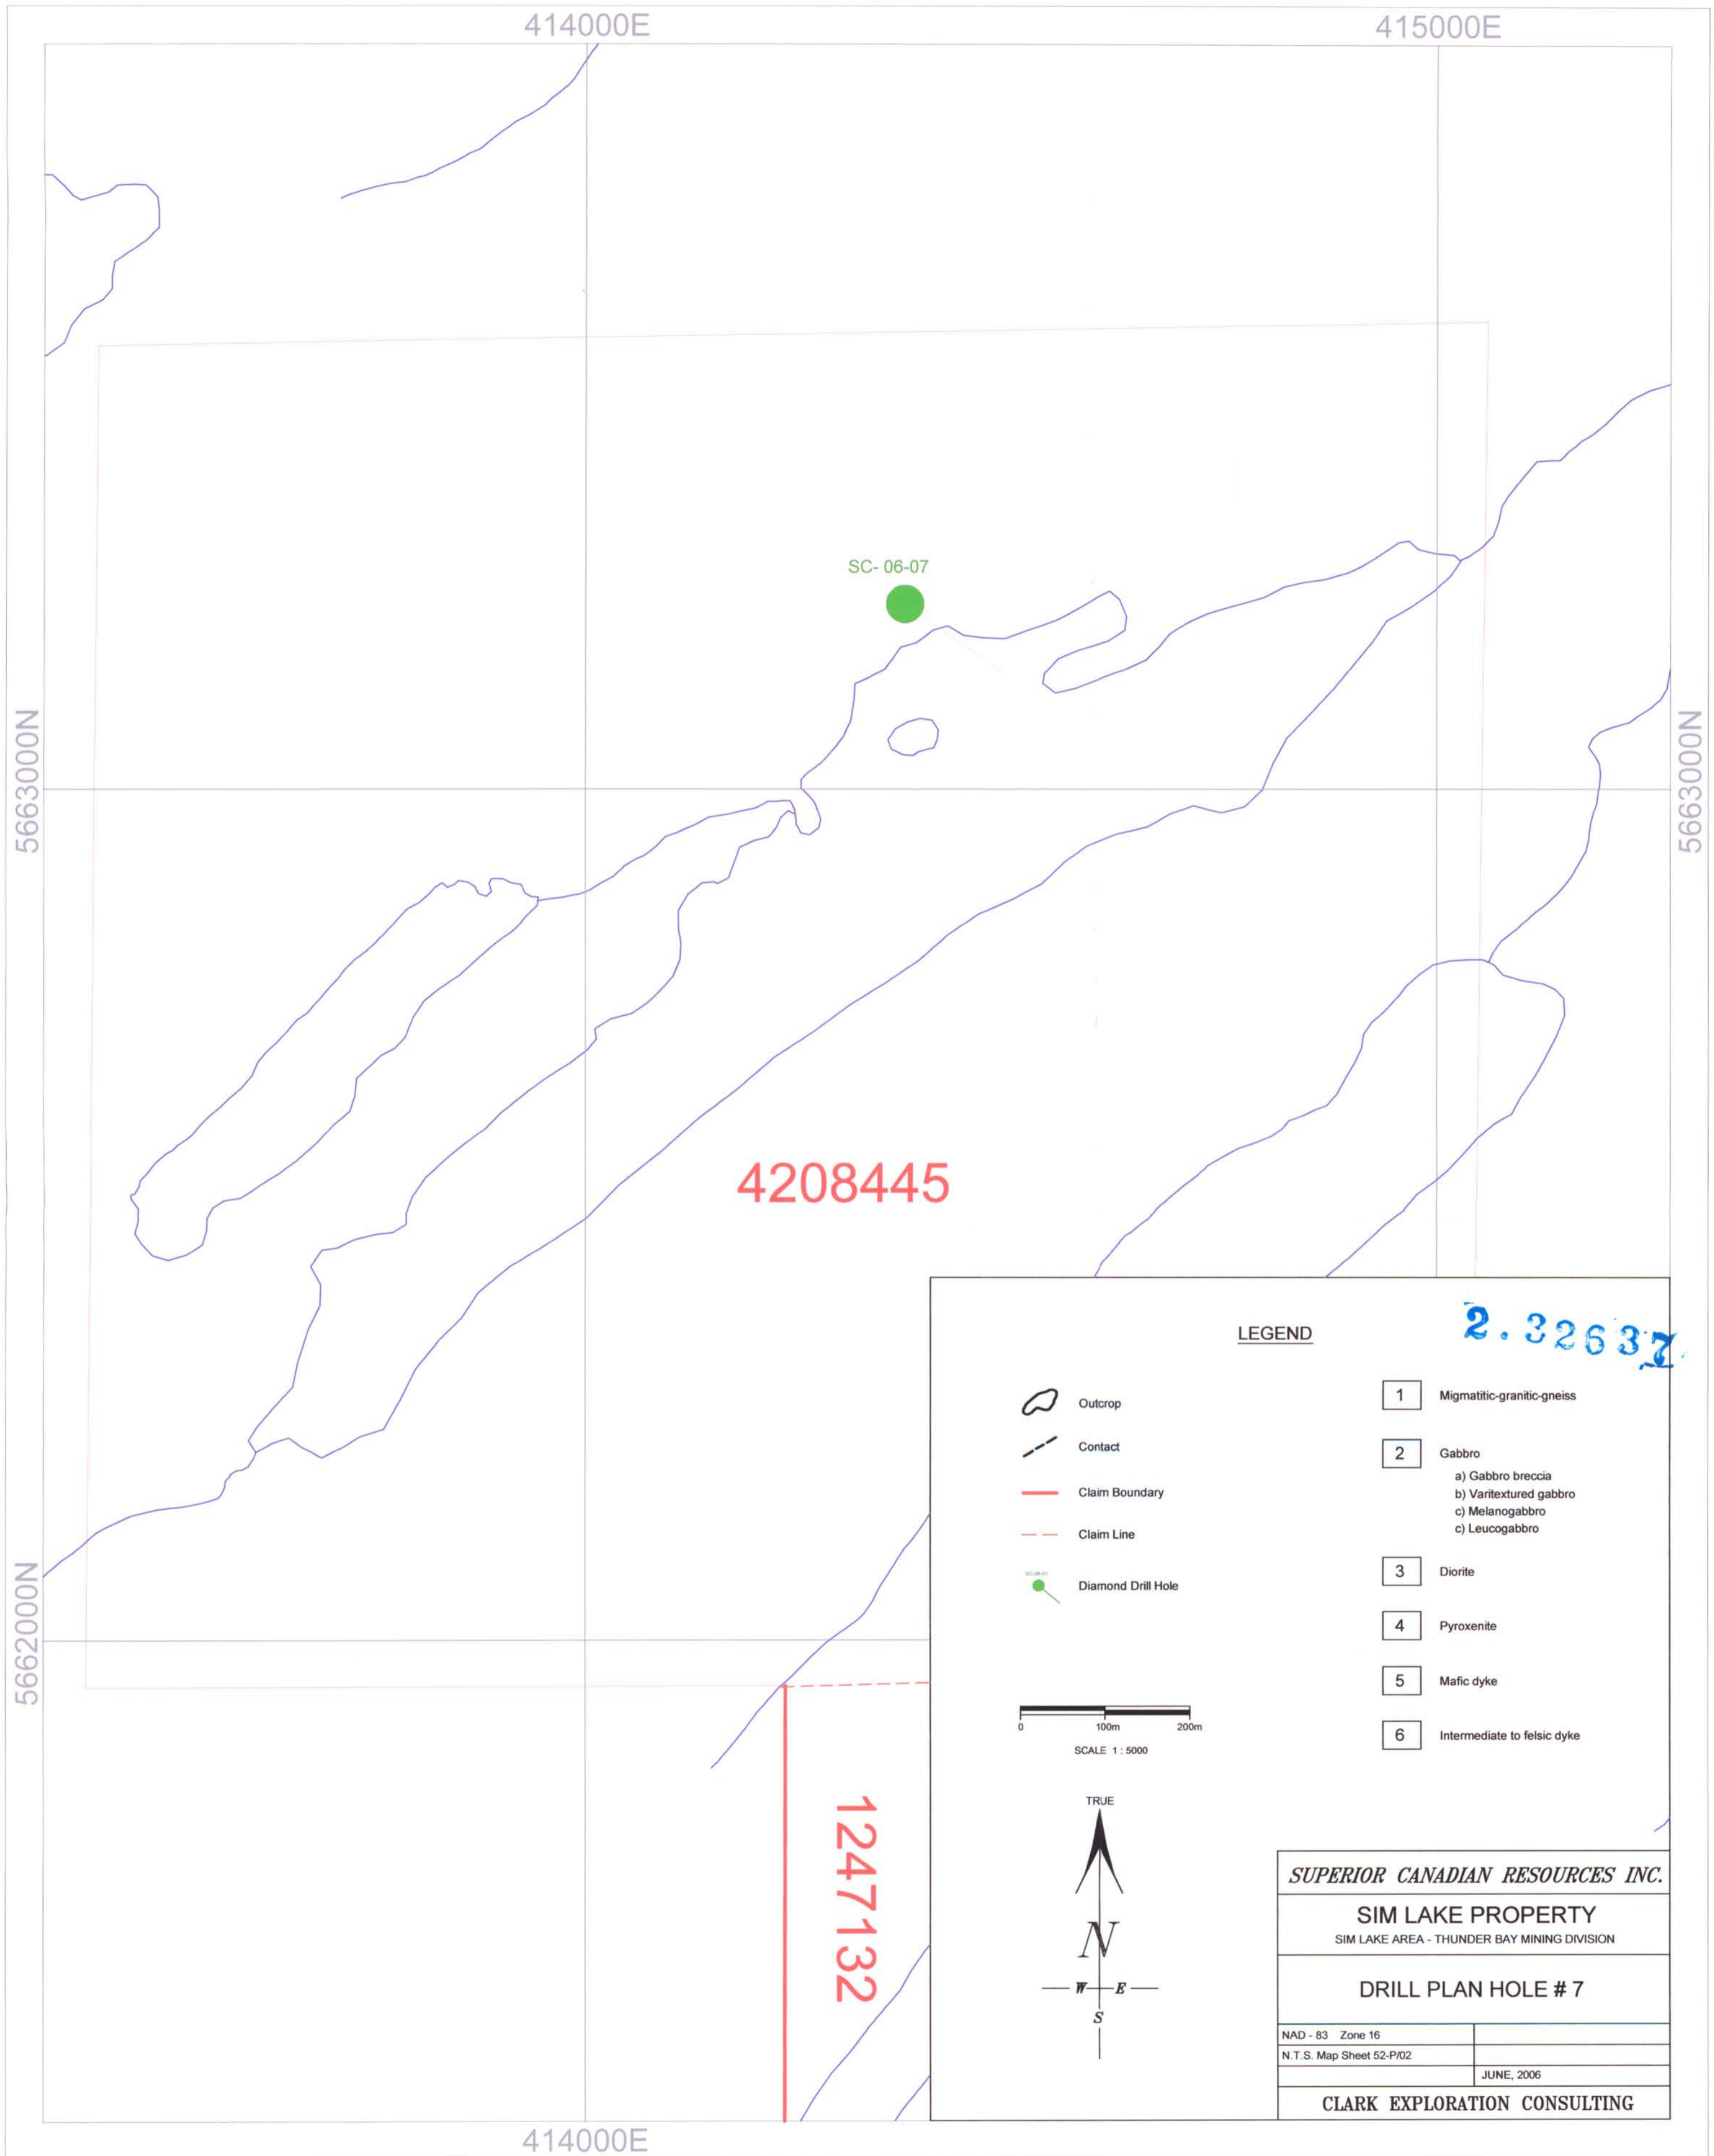 414000E
415000E
SC- 06-07
5663000N
5663000N
4208445
5662000N
1247132
LEGEND
2.32637
Outcrop
Contact
Claim Boundary
Claim Line
SC-06-01
Diamond Drill Hole
1 Migmatitic-granitic-gneiss
2 Gabbro
a) Gabbro breccia
b) Varitextured gabbro
c) Melanogabbro
c) Leucogabbro
3 Diorite
4 Pyroxenite
5 Mafic dyke
6 Intermediate to felsic dyke
0 100m 200m
SCALE 1 : 5000
TRUE
N
W E
S
SUPERIOR CANADIAN RESOURCES INC.
SIM LAKE PROPERTY
SIM LAKE AREA - THUNDER BAY MINING DIVISION
DRILL PLAN HOLE # 7
NAD - 83 Zone 16
N.T.S. Map Sheet 52-P/02
JUNE, 2006
CLARK EXPLORATION CONSULTING
414000E